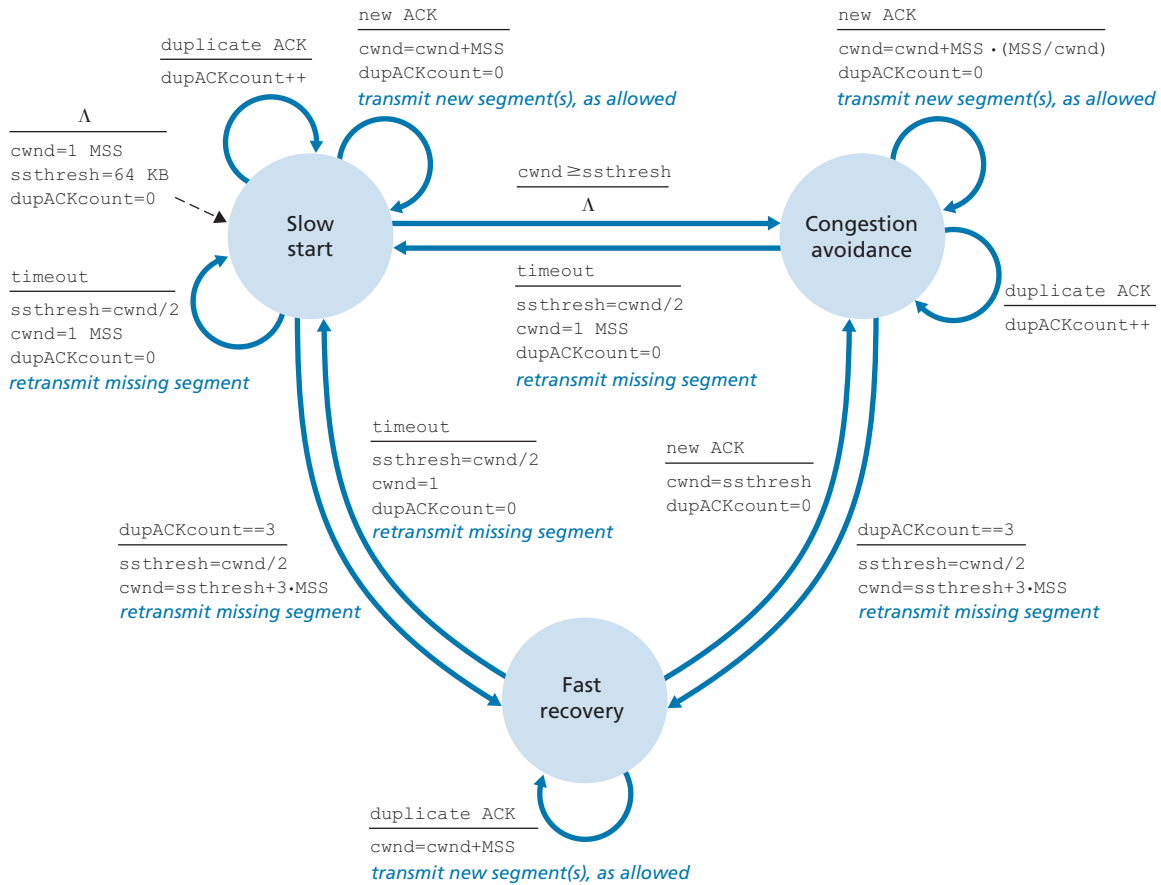 new ACK
cwnd=cwnd+MSS
dupACKcount=0
transmit new segment(s), as allowed
duplicate ACK
dupACKcount++
Λ
cwnd=1 MSS
ssthresh=64 KB
dupACKcount=0
new ACK
cwnd=cwnd+MSS •(MSS/cwnd)
dupACKcount=0
transmit new segment(s), as allowed
cwnd≥ssthresh
Λ
Slow
start
Congestion
avoidance
timeout
ssthresh=cwnd/2
cwnd=1 MSS
dupACKcount=0
retransmit missing segment
timeout
ssthresh=cwnd/2
cwnd=1 MSS
dupACKcount=0
retransmit missing segment
duplicate ACK
dupACKcount++
timeout
ssthresh=cwnd/2
cwnd=1
dupACKcount=0
retransmit missing segment
new ACK
cwnd=ssthresh
dupACKcount=0
dupACKcount==3
ssthresh=cwnd/2
cwnd=ssthresh+3•MSS
retransmit missing segment
dupACKcount==3
ssthresh=cwnd/2
cwnd=ssthresh+3•MSS
retransmit missing segment
Fast
recovery
duplicate ACK
cwnd=cwnd+MSS
transmit new segment(s), as allowed